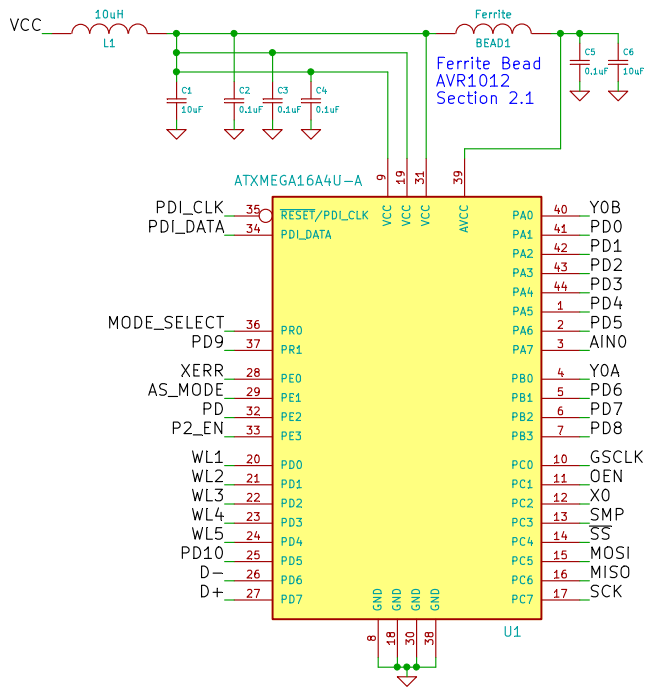 10uH
Ferrite
VCC
L1
BEAD1
Ferrite Bead
AVR1012
Section 2.1
C1
10uF
C2
0.1uF
C3
0.1uF
C4
0.1uF
C5
0.1uF
C6
10uF
ATXMEGA16A4U-A
9
19
31
39
VCC
VCC
VCC
AVCC
PDI_CLK 35 RESET/PDI_CLK
PDI_DATA 34 PDI_DATA
MODE_SELECT 36 PR0
PD9 37 PR1
XERR 28 PE0
AS_MODE 29 PE1
PD 32 PE2
P2_EN 33 PE3
WL1 20 PD0
WL2 21 PD1
WL3 22 PD2
WL4 23 PD3
WL5 24 PD4
PD10 25 PD5
D- 26 PD6
D+ 27 PD7
PA0 40 Y0B
PA1 41 PD0
PA2 42 PD1
PA3 43 PD2
PA4 44 PD3
PA5 1 PD4
PA6 2 PD5
PA7 3 AIN0
PB0 4 Y0A
PB1 5 PD6
PB2 6 PD7
PB3 7 PD8
PC0 10 GSCLK
PC1 11 OEN
PC2 12 X0
PC3 13 SMP
PC4 14 SS
PC5 15 MOSI
PC6 16 MISO
PC7 17 SCK
GND
GND
GND
GND
8
18
30
38
U1